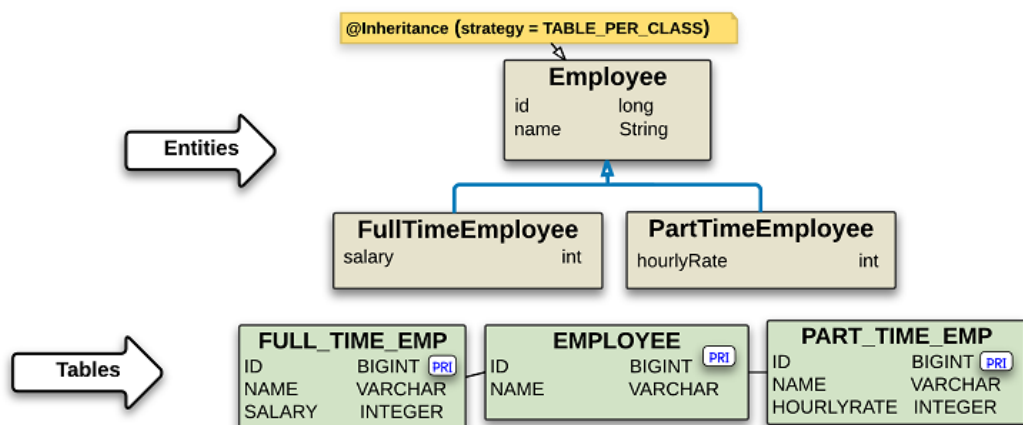 @Inheritance (strategy = TABLE_PER_CLASS)
Employee
id long
name String
Entities
FullTimeEmployee
salary int
PartTimeEmployee
hourlyRate int
Tables
FULL_TIME_EMP
ID BIGINT PRI
NAME VARCHAR
SALARY INTEGER
EMPLOYEE
ID BIGINT PRI
NAME VARCHAR
PART_TIME_EMP
ID BIGINT PRI
NAME VARCHAR
HOURLYRATE INTEGER